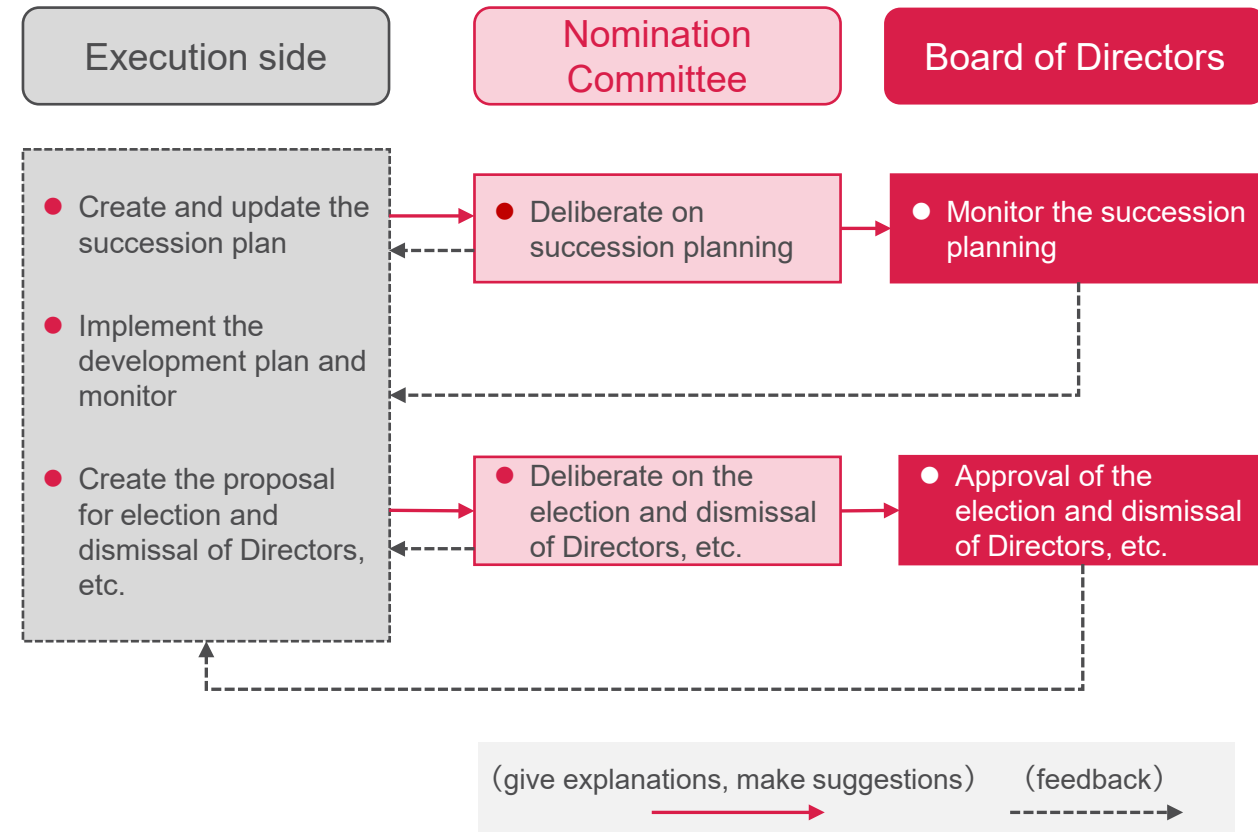 Execution side
Nomination
Committee
Board of Directors
● Create and update the
succession plan
● Implement the
development plan and
monitor
● Create the proposal
for election and
dismissal of Directors,
etc.
● Deliberate on
succession planning
● Monitor the succession
planning
● Deliberate on the
election and dismissal
of Directors, etc.
● Approval of the
election and dismissal
of Directors, etc.
（give explanations, make suggestions）
（feedback）